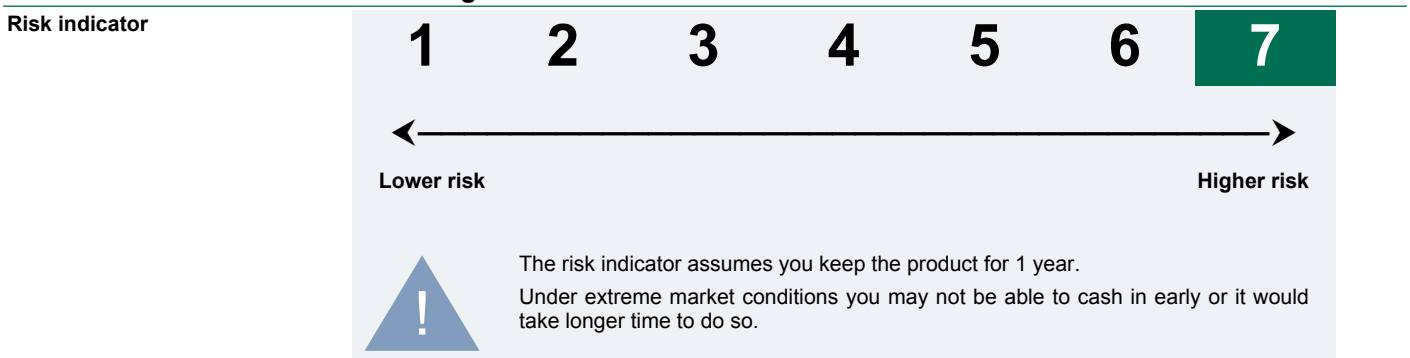 Risk indicator
1 2 3 4 5 6 7
Lower risk Higher risk
!
The risk indicator assumes you keep the product for 1 year.
Under extreme market conditions you may not be able to cash in early or it would
take longer time to do so.